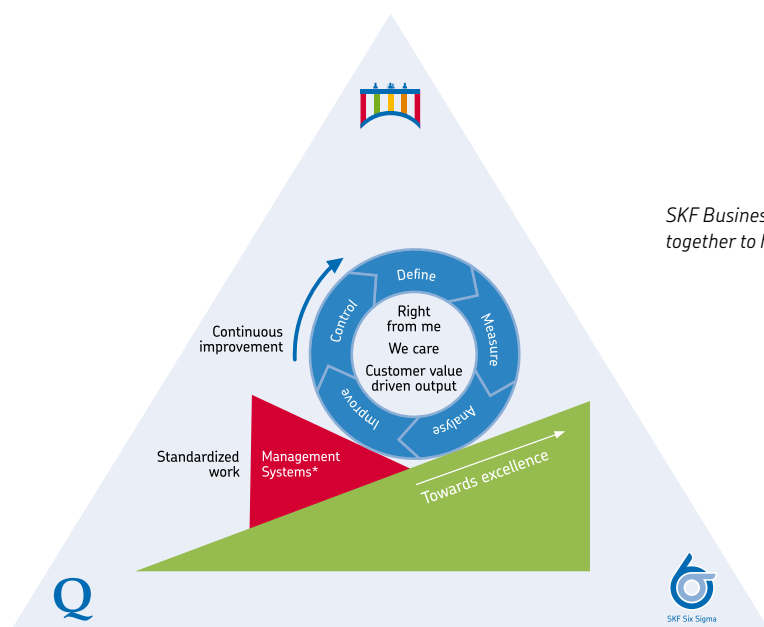 SKF Busines
together to
Define
Measure
Analyse
Improve
Control
Right
from me
We care
Customer value
driven output
Continuous
improvement
Standardized
work
Management
Systems*
Towards excellence
Q
SKF Six Sigma